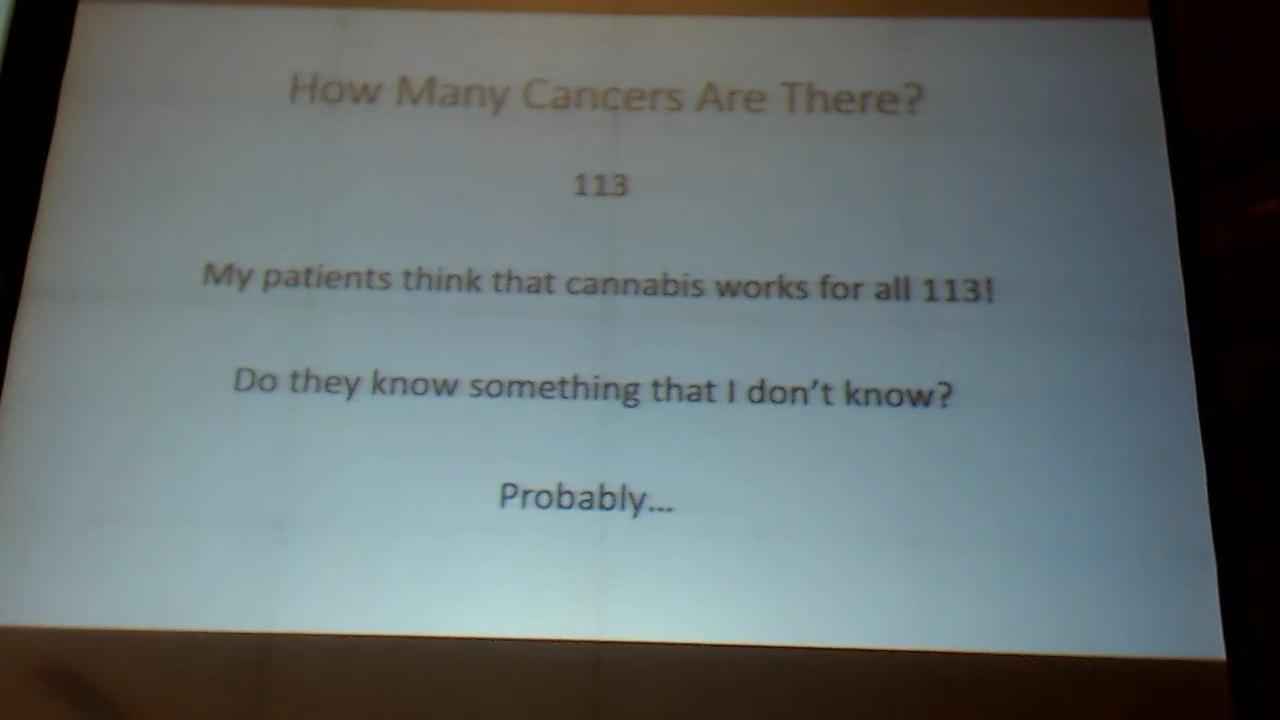 How Many Cancers Are There?
113
My patients think that cannabis works for all 113!
Do they know something that I don’t know?
Probably...